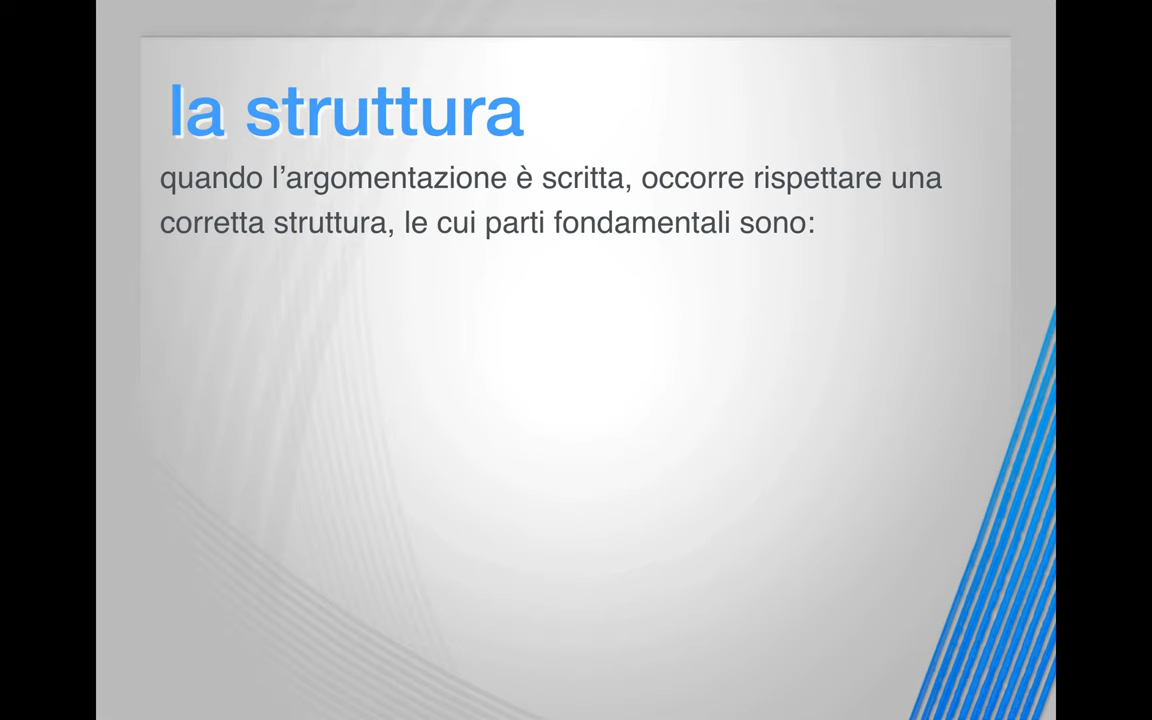 la struttura
quando l’argomentazione è scritta, occorre rispettare una
corretta struttura, le cui parti fondamentali sono: